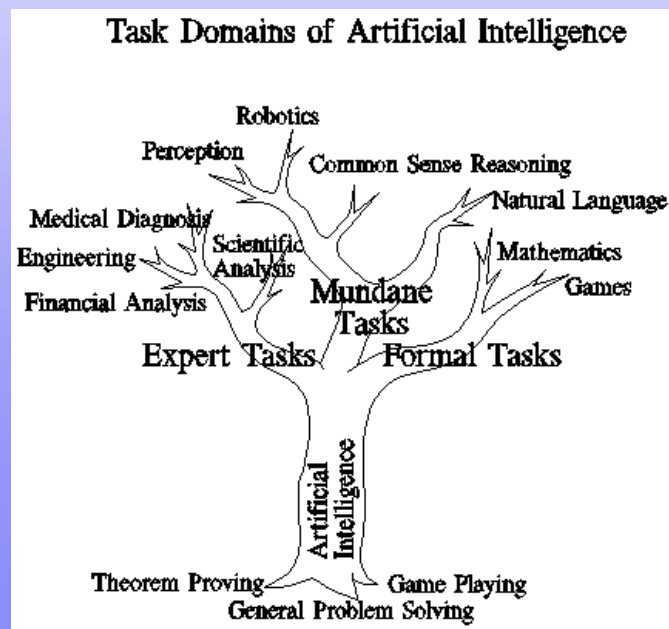 Task Domains of Artificial Intelligence
Robotics
Perception
Common Sense Reasoning
Natural Language
Medical Diagnosis
Scientific
Analysis
Mathematics
Engineering
Games
Financial Analysis
Mundane
Tasks
Expert Tasks
Formal Tasks
Artificial
Intelligence
Theorem Proving
Game Playing
General Problem Solving